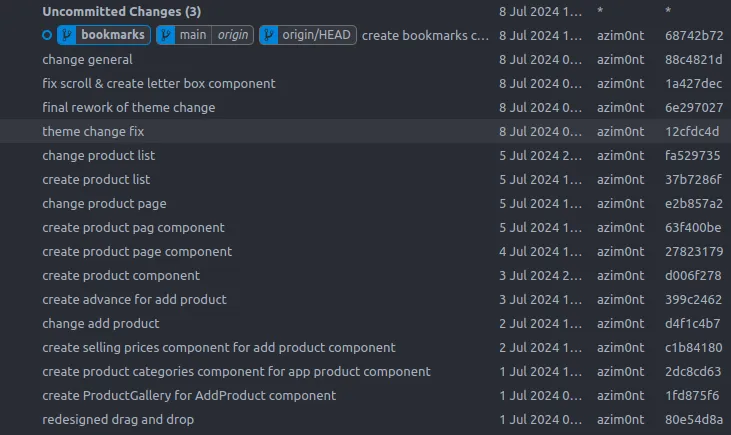 Uncommitted Changes (3) 8 Jul 2024 1... * *
bookmarks main origin origin/HEAD create bookmarks c... 8 Jul 2024 1... azim0nt 68742b72
change general 8 Jul 2024 0... azim0nt 88c4821d
fix scroll & create letter box component 8 Jul 2024 0... azim0nt 1a427dec
final rework of theme change 8 Jul 2024 0... azim0nt 6e297027
theme change fix 8 Jul 2024 0... azim0nt 12cfdc4d
change product list 5 Jul 2024 2... azim0nt fa529735
create product list 5 Jul 2024 1... azim0nt 37b7286f
change product page 5 Jul 2024 1... azim0nt e2b857a2
create product pag component 5 Jul 2024 1... azim0nt 63f400be
create product page component 4 Jul 2024 1... azim0nt 27823179
create product component 3 Jul 2024 2... azim0nt d006f278
create advance for add product 3 Jul 2024 1... azim0nt 399c2462
change add product 2 Jul 2024 1... azim0nt d4f1c4b7
create selling prices component for add product component 2 Jul 2024 1... azim0nt c1b84180
create product categories component for app product component 1 Jul 2024 1... azim0nt 2dc8cd63
create ProductGallery for AddProduct component 1 Jul 2024 0... azim0nt 1fd875f6
redesigned drag and drop 1 Jul 2024 0... azim0nt 80e54d8a